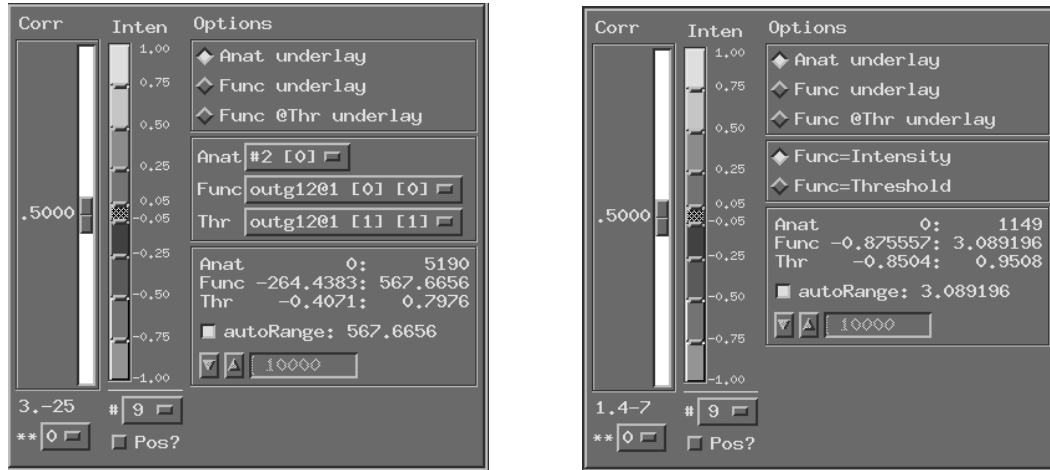 Corr Inten Options
1.00
Anat underlay
0.75
Func underlay
0.50
Func @Thr underlay
Anat #2 [0]
0.25
Func outg12@1 [0] [0]
0.05
.5000
-0.05
Thr outg12@1 [1] [1]
-0.25
Anat 0: 5190
Func -264.4383: 567.6656
Thr -0.4071: 0.7976
-0.50
autoRange: 567.6656
-0.75
10000
-1.00
3.-25 # 9
** 0 Pos?
Corr Inten Options
1.00
Anat underlay
0.75
Func underlay
0.50
Func @Thr underlay
Func=Intensity
0.25
Func=Threshold
0.05
.5000
-0.05
Anat 0: 1149
Func -0.875557: 3.089196
-0.25
Thr -0.8504: 0.9508
autoRange: 3.089196
-0.50
10000
-0.75
-1.00
1.4-7 # 9
** 0 Pos?